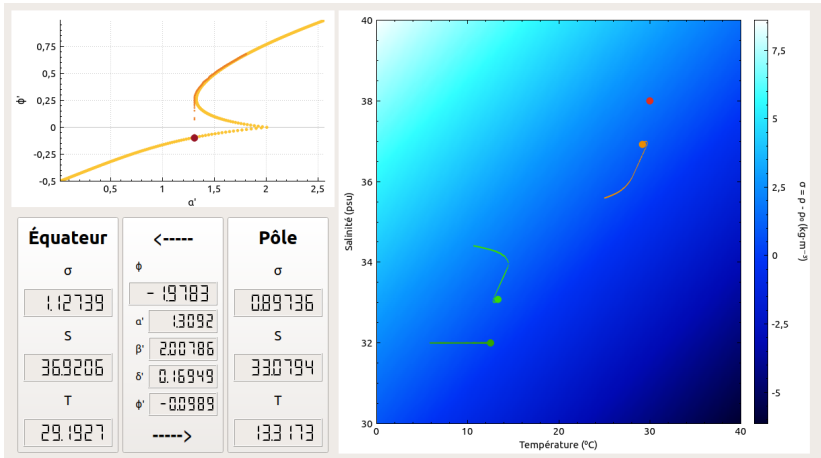 0,75
0,5
0,25
0
-0,25
-0,5
ϕ'
0,5
1
1,5
2
2,5
α'
Équateur
<-----
Pôle
σ
ϕ
σ
1.12739
-1.9783
0.89736
α'
1.3092
S
S
β'
2.00786
36.9206
δ'
0.16949
33.0794
T
ϕ'
-0.0989
T
29.1927
----->
13.3173
40
38
36
34
32
30
Salinité (psu)
0
10
20
30
40
Température (ºC)
7,5
5
2,5
0
-2,5
-5
σ = ρ - ρ₀ (kg·m⁻³)